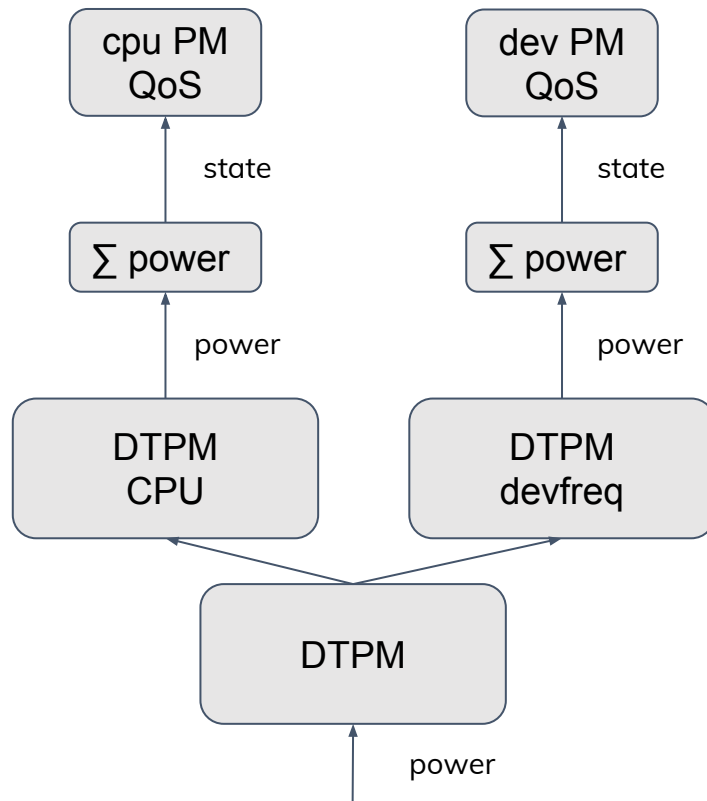 cpu PM
QoS
dev PM
QoS
state
state
∑ power
∑ power
power
power
DTPM
CPU
DTPM
devfreq
DTPM
power